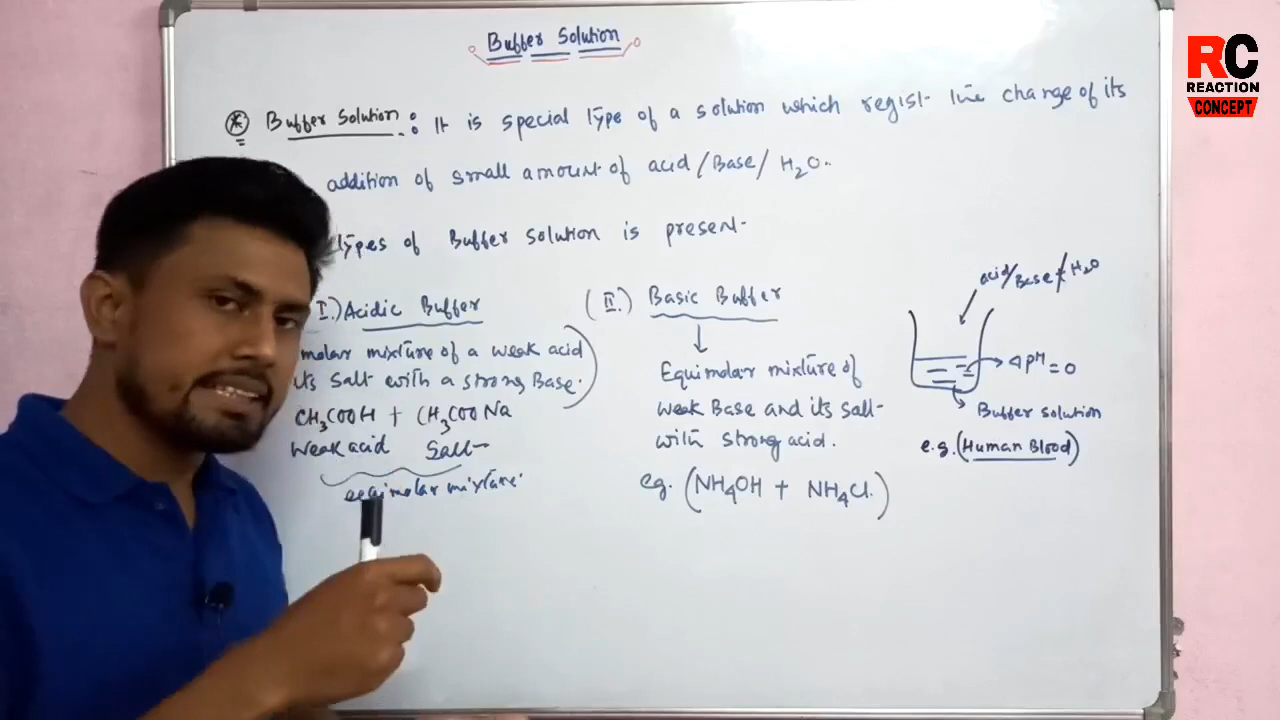 Buffer Solution
RC
REACTION
CONCEPT
* Buffer Solution : It is special type of a solution which regist the change of its
addition of small amount of acid/Base/H₂O.
types of Buffer solution is present.
I.) Acidic Buffer
molar mixture of a weak acid
its salt with a strong Base.
CH₃COOH + CH₃COONa
Weak acid Salt
equimolar mixture.
(II.) Basic Buffer
↓
Equimolar mixture of
weak Base and its salt
with strong acid.
eg. (NH₄OH + NH₄Cl.)
acid/Base/H₂O
ΔpH = 0
Buffer solution
e.g. (Human Blood)